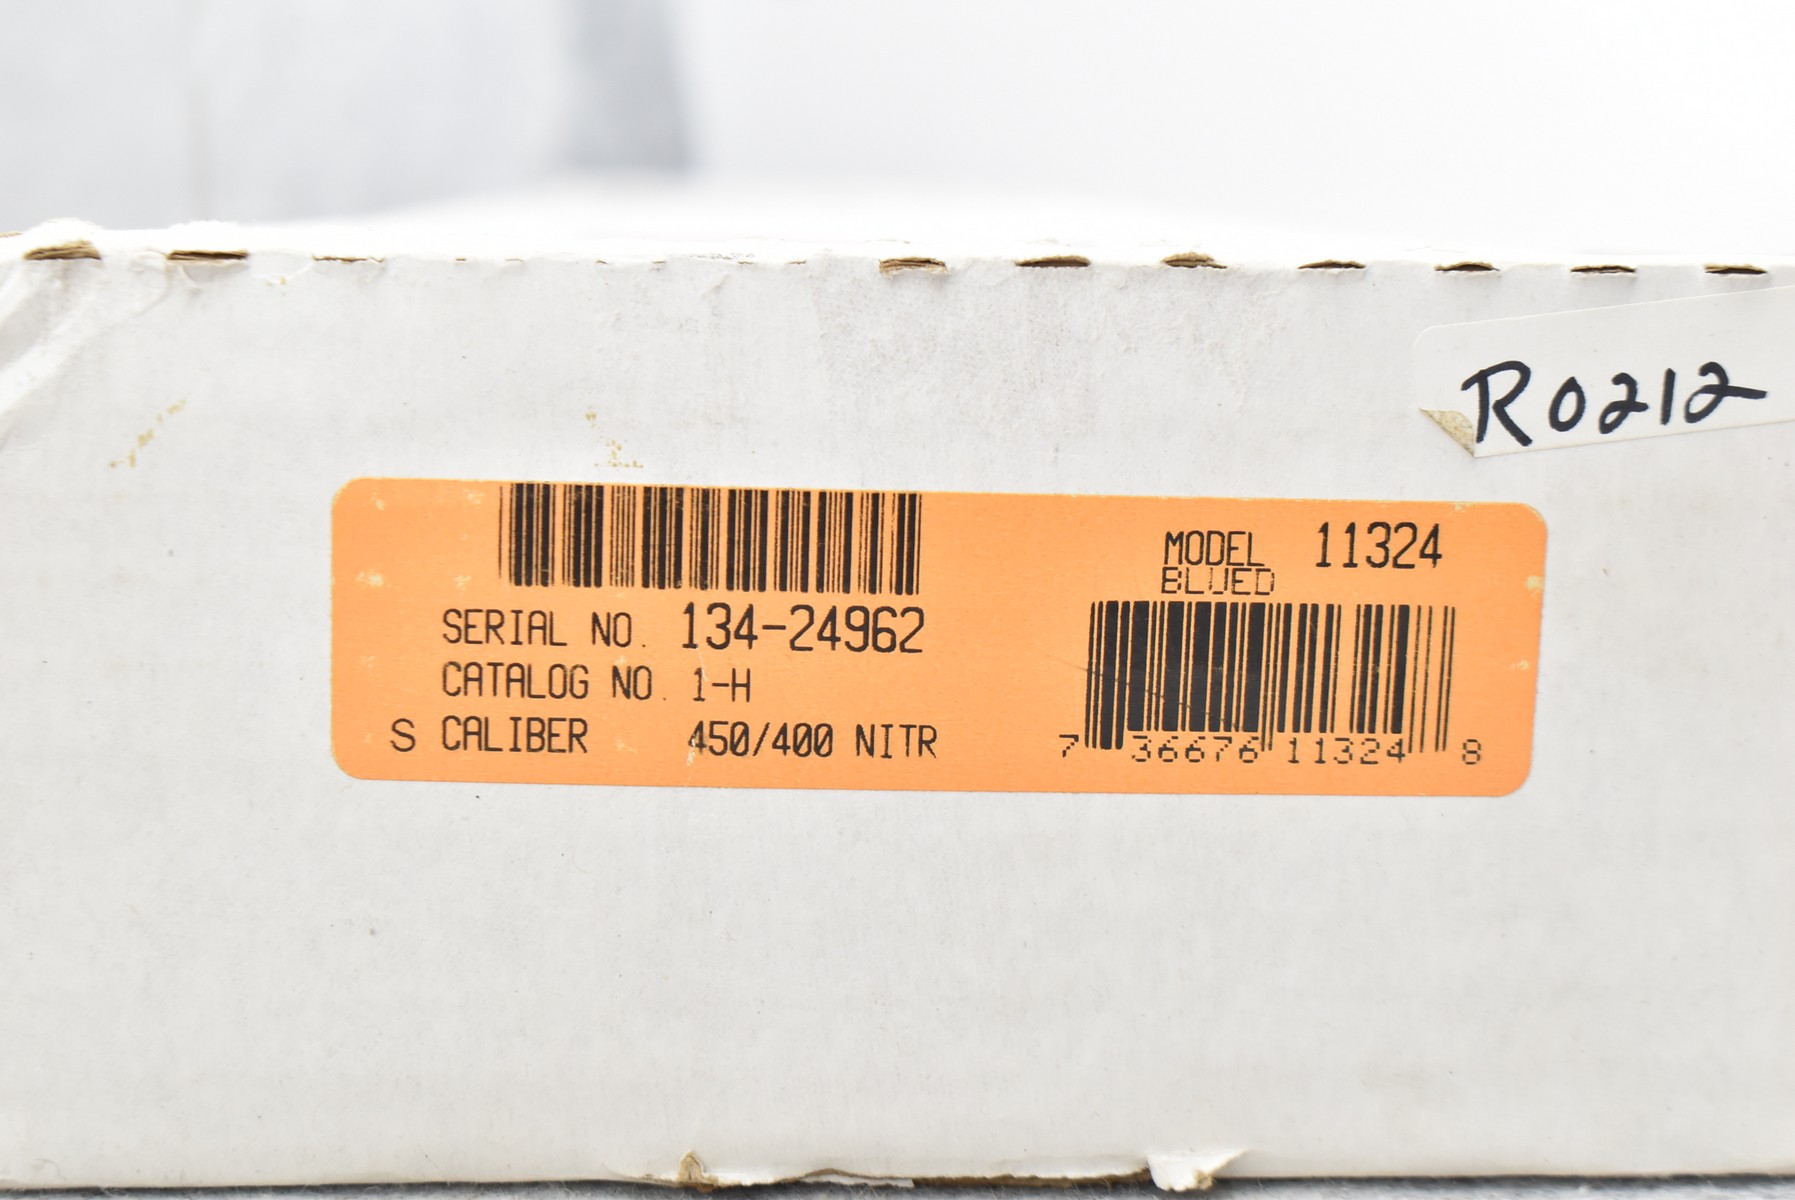 R0212
MODEL 11324
BLUED
SERIAL NO. 134-24962
CATALOG NO. 1-H
S CALIBER 450/400 NITR
7 36676 11324 8